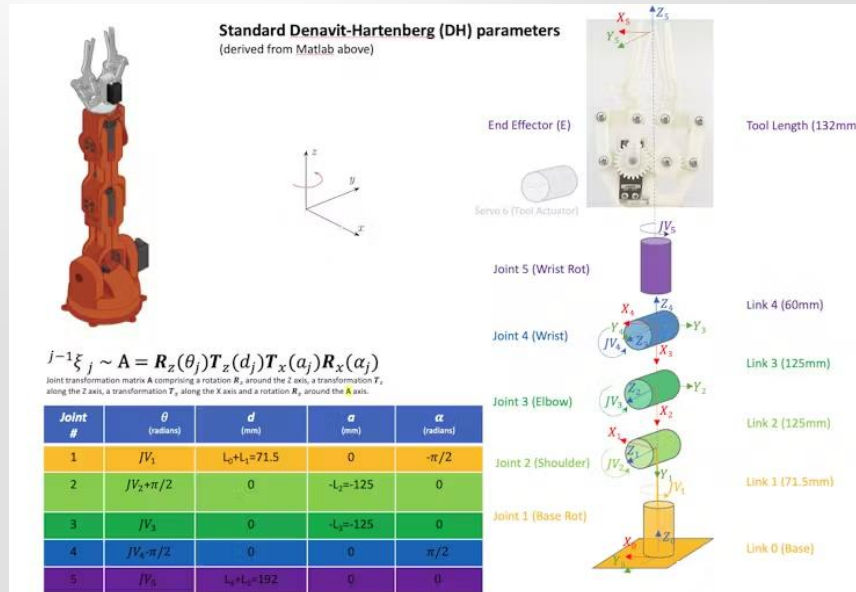 Standard Denavit-Hartenberg (DH) parameters
(derived from Matlab above)
z
y
x
X₅
Z₅
Y₅
End Effector (E)
Tool Length (132mm
Servo 6 (Tool Actuator)
JV₅
Joint 5 (Wrist Rot)
Link 4 (60mm)
Z₄
X₄
Y₄
Y₃
Joint 4 (Wrist)
JV₄
Z₃
X₃
Link 3 (125mm)
Y₂
Joint 3 (Elbow)
JV₃
Z₂
X₂
Link 2 (125mm)
X₁
Z₁
Joint 2 (Shoulder)
JV₂
Y₁
JV₁
Link 1 (71.5mm)
Joint 1 (Base Rot)
X₀
Z₀
Y₀
Link 0 (Base)
ʲ⁻¹ξ ⱼ ~ A = R_z(θⱼ)T_z(dⱼ)T_x(aⱼ)R_x(αⱼ)
Joint transformation matrix A comprising a rotation R_z around the Z axis, a transformation T_z
along the Z axis, a transformation T_x along the X axis and a rotation R_x around the A axis.
Joint # θ (radians) d (mm) a (mm) α (radians)
1 JV₁ L₀+L₁=71.5 0 -π/2
2 JV₂+π/2 0 -L₂=-125 0
3 JV₃ 0 -L₃=-125 0
4 JV₄-π/2 0 0 π/2
5 JV₅ L₄+L₅=192 0 0